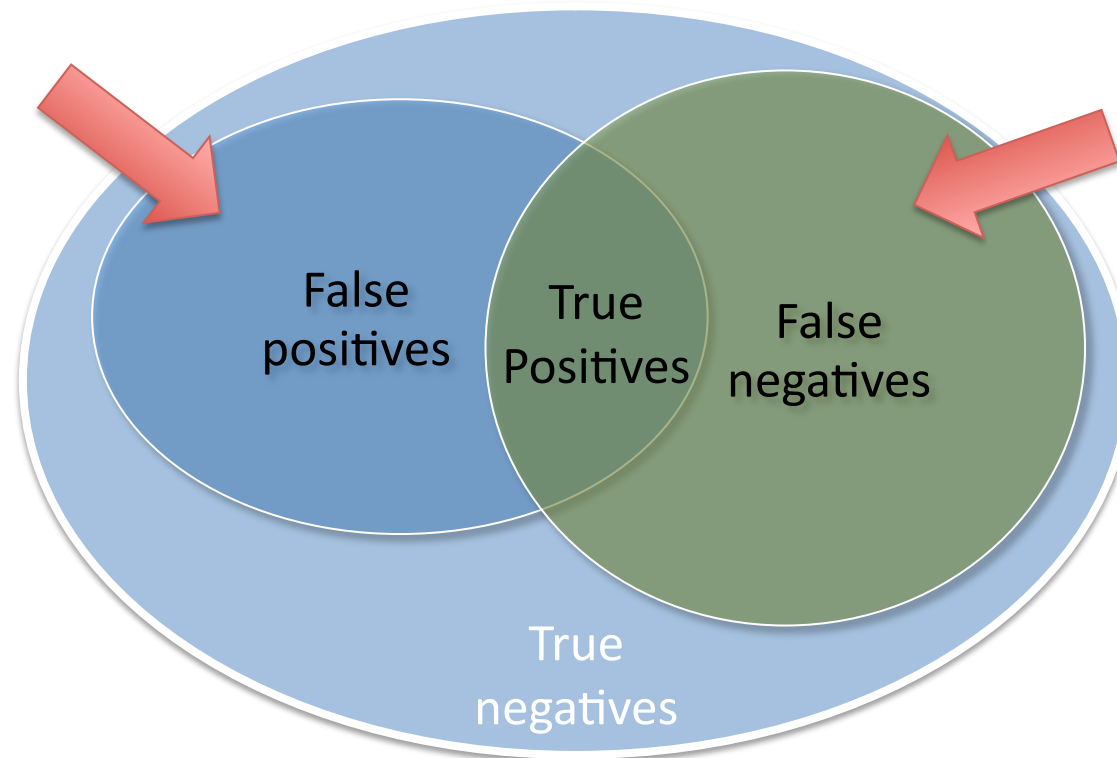 False
positives
True
Positives
False
negatives
True
negatives